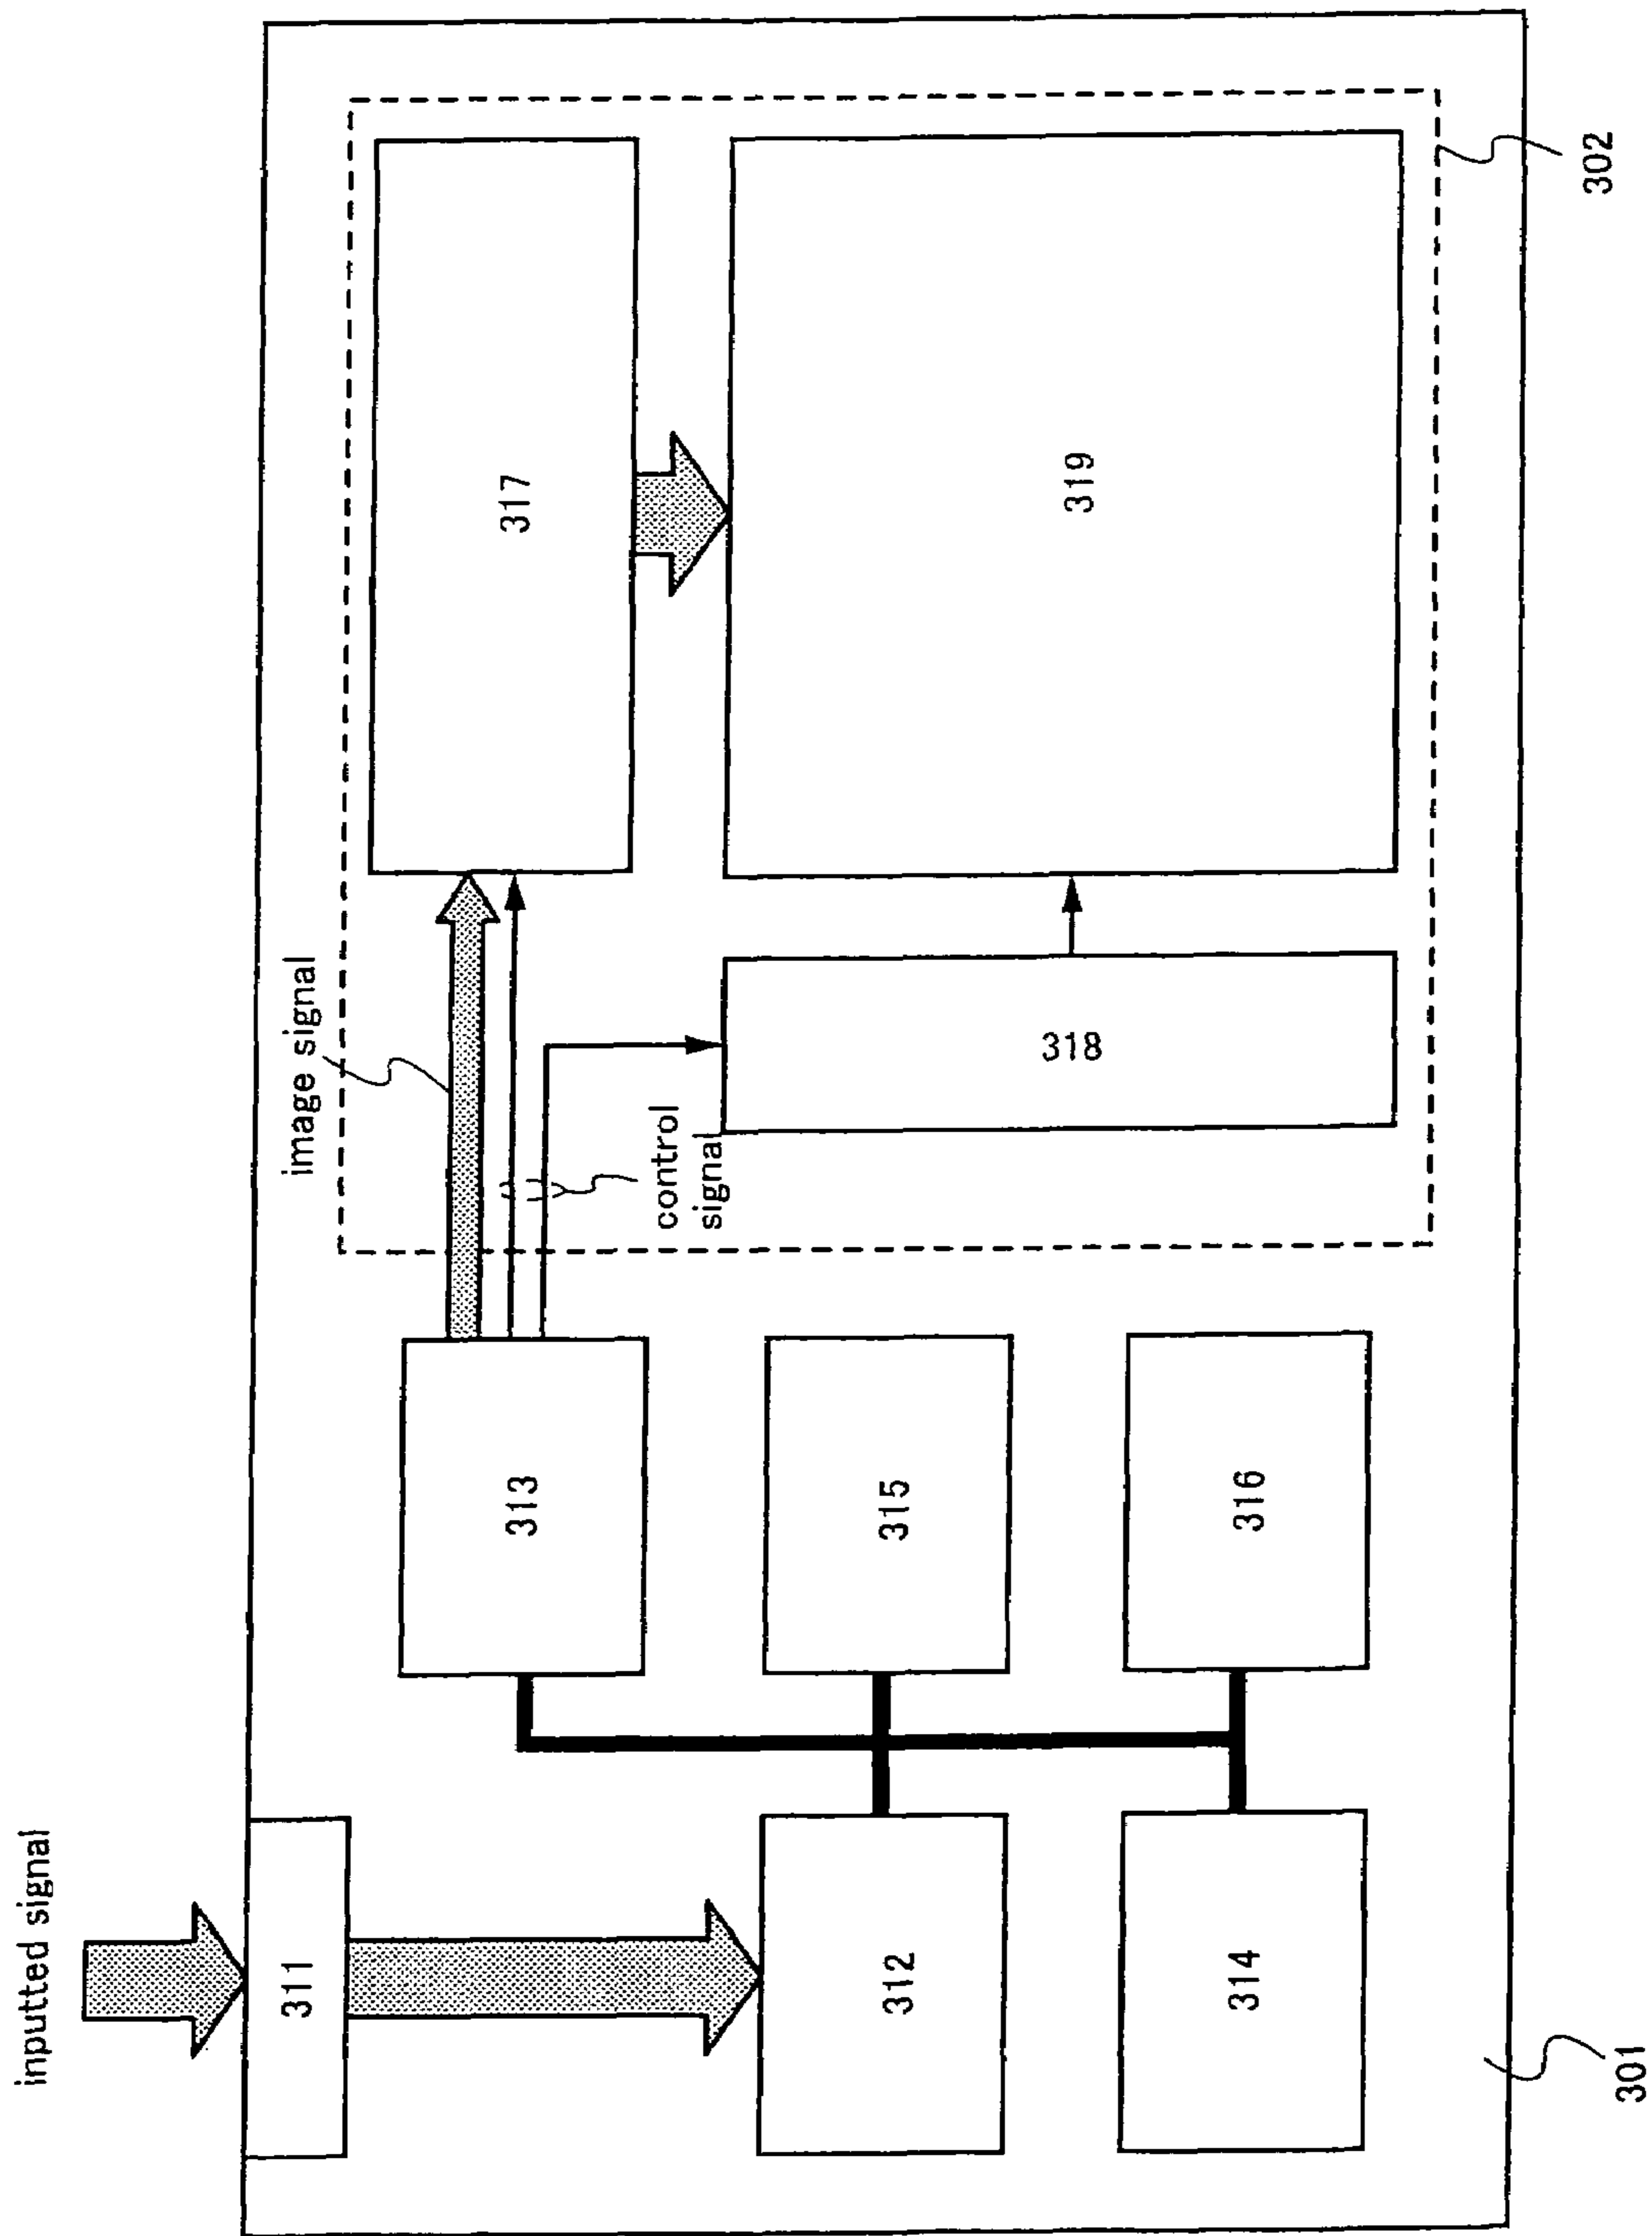 inputted signal
311
image signal
313
317
control
signal
312
315
318
319
314
316
301
302